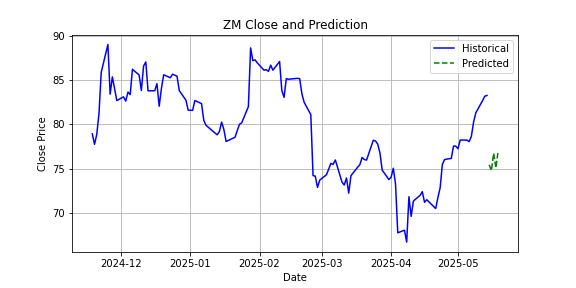 ZM Close and Prediction
Historical
Predicted
Close Price
90
85
80
75
70
2024-12
2025-01
2025-02
2025-03
2025-04
2025-05
Date